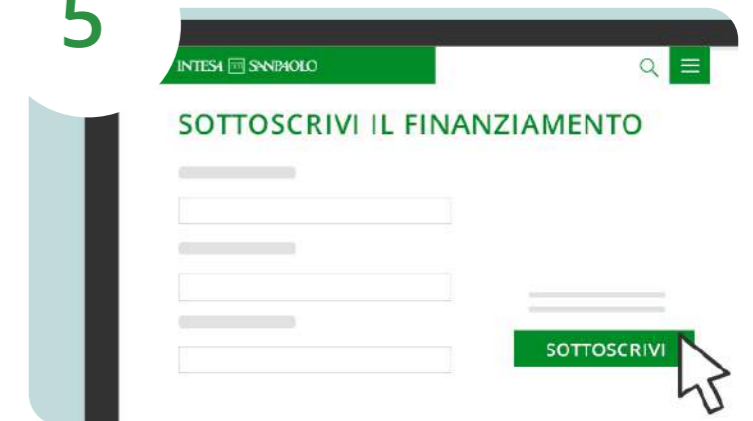 5
INTESA SANPAOLO
SOTTOSCRIVI IL FINANZIAMENTO
SOTTOSCRIVI